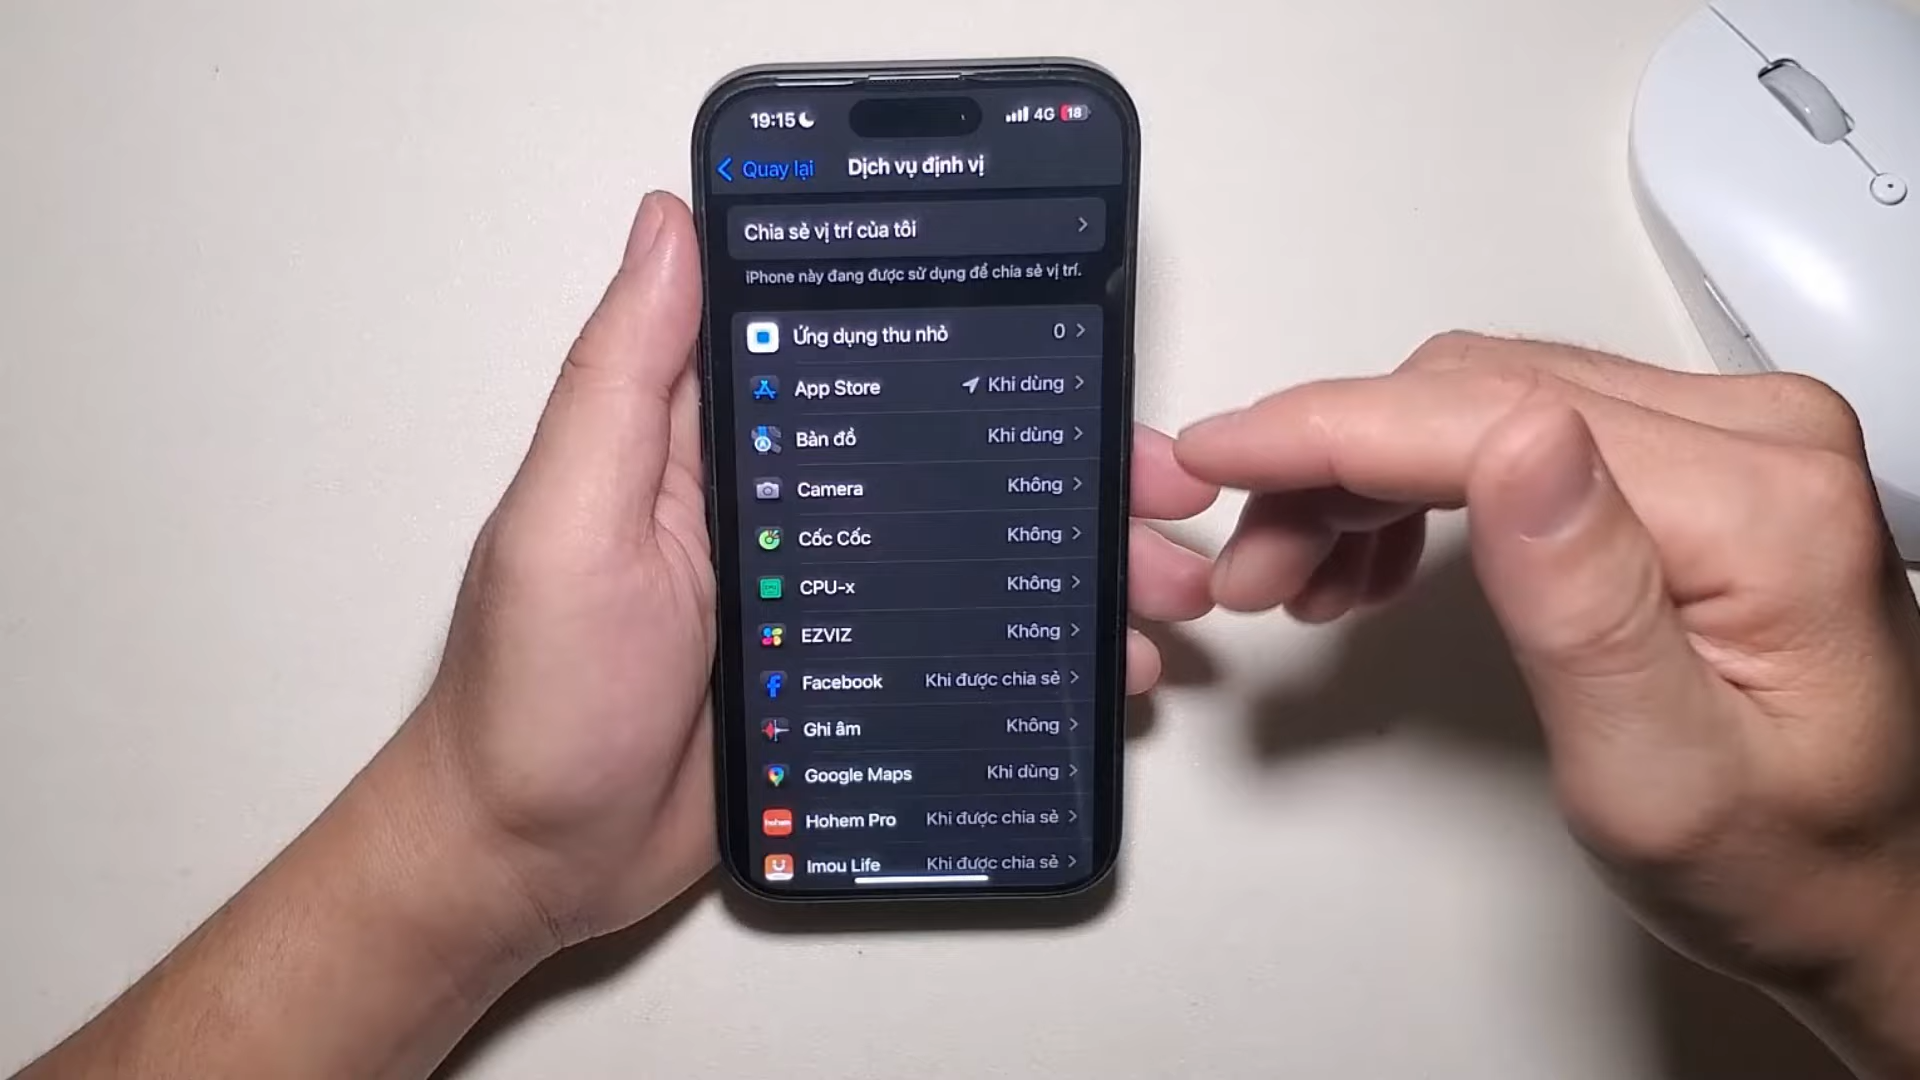 19:15 4G 18
Quay lại Dịch vụ định vị
Chia sẻ vị trí của tôi
iPhone này đang được sử dụng để chia sẻ vị trí.
Ứng dụng thu nhỏ 0
App Store Khi dùng
Bản đồ Khi dùng
Camera Không
Cốc Cốc Không
CPU-x Không
EZVIZ Không
Facebook Khi được chia sẻ
Ghi âm Không
Google Maps Khi dùng
hohem Hohem Pro Khi được chia sẻ
Imou Life Khi được chia sẻ